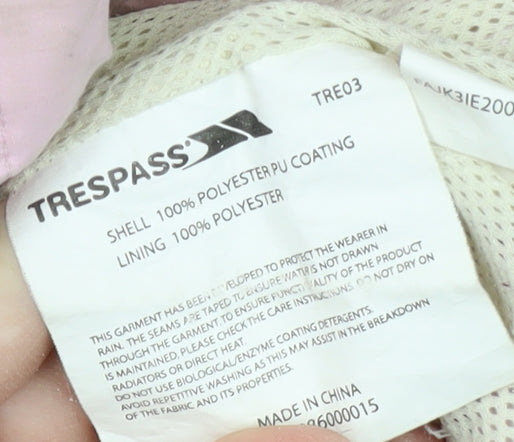 TRE03
TRESPASS
SHELL 100% POLYESTER PU COATING
LINING 100% POLYESTER
THIS GARMENT HAS BEEN DEVELOPED TO PROTECT THE WEARER IN
RAIN. THE SEAMS ARE TAPED TO ENSURE WATER IS NOT DRAWN
THROUGH THE GARMENT. TO ENSURE FUNCTIONALITY OF THE PRODUCT
IS MAINTAINED, PLEASE CHECK THE CARE INSTRUCTIONS. DO NOT DRY ON
RADIATORS OR DIRECT HEAT.
DO NOT USE BIOLOGICAL/ENZYME COATING DETERGENTS.
AVOID REPETITIVE WASHING AS THIS MAY ASSIST IN THE BREAKDOWN
OF THE FABRIC AND ITS PROPERTIES.
MADE IN CHINA